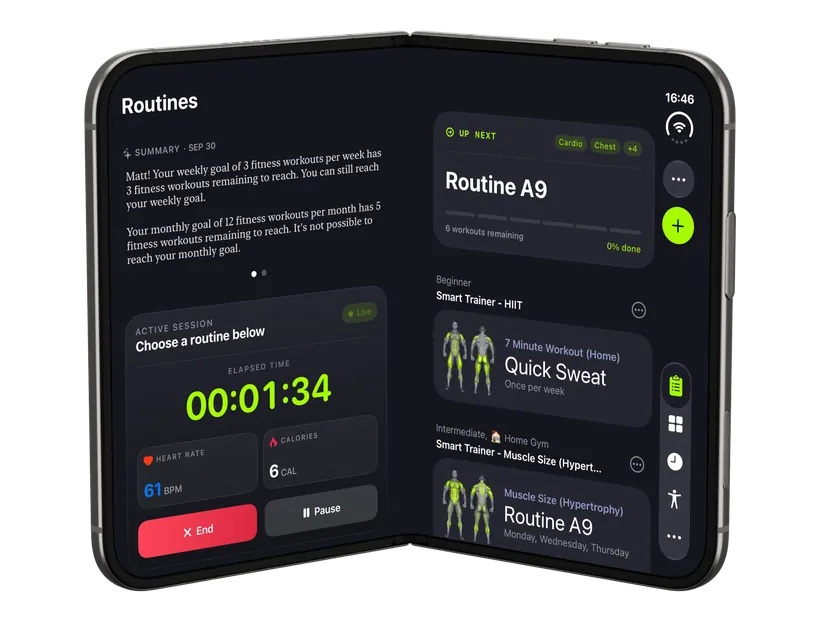 Routines
SUMMARY · SEP 30
Matt! Your weekly goal of 3 fitness workouts per week has
3 fitness workouts remaining to reach. You can still reach
your weekly goal.
Your monthly goal of 12 fitness workouts per month has 5
fitness workouts remaining to reach. It's not possible to
reach your monthly goal.
ACTIVE SESSION
Live
Choose a routine below
ELAPSED TIME
00:01:34
HEART RATE
61 BPM
CALORIES
6 CAL
End
Pause
16:46
UP NEXT
Cardio
Chest
+4
Routine A9
6 workouts remaining
0% done
Beginner
Smart Trainer - HIIT
7 Minute Workout (Home)
Quick Sweat
Once per week
Intermediate, 🏠 Home Gym
Smart Trainer - Muscle Size (Hypert...
Muscle Size (Hypertrophy)
Routine A9
Monday, Wednesday, Thursday